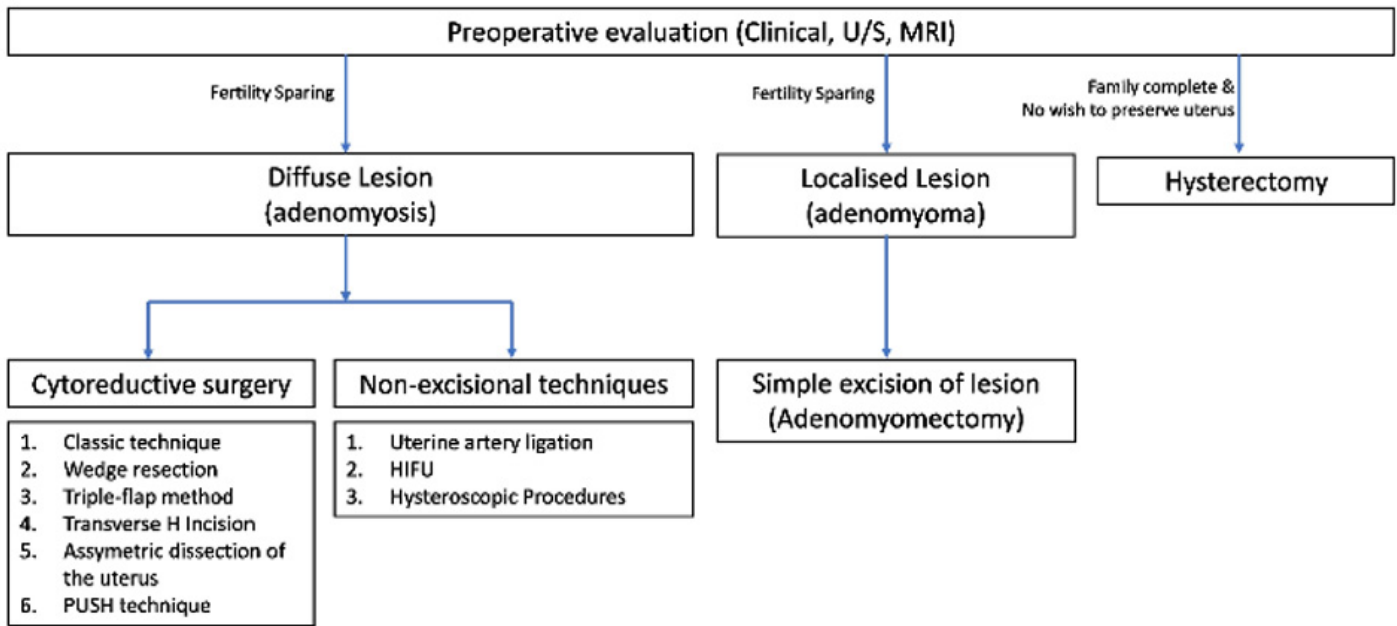 Preoperative evaluation (Clinical, U/S, MRI)
Fertility Sparing
Fertility Sparing
Family complete &
No wish to preserve uterus
Diffuse Lesion
(adenomyosis)
Localised Lesion
(adenomyoma)
Hysterectomy
Cytoreductive surgery
1. Classic technique
2. Wedge resection
3. Triple-flap method
4. Transverse H Incision
5. Assymetric dissection of
the uterus
6. PUSH technique
Non-excisional techniques
1. Uterine artery ligation
2. HIFU
3. Hysteroscopic Procedures
Simple excision of lesion
(Adenomyomectomy)